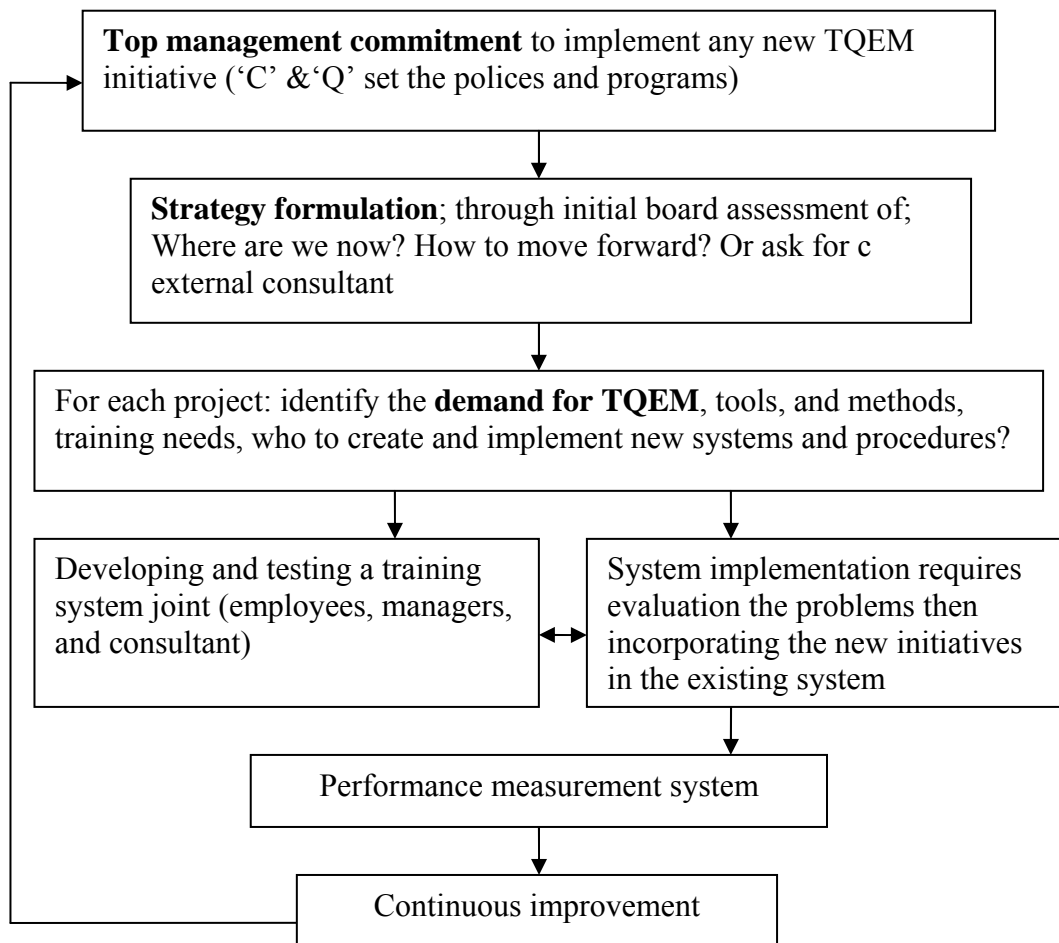 Top management commitment to implement any new TQEM
initiative (‘C’ &‘Q’ set the polices and programs)
Strategy formulation; through initial board assessment of;
Where are we now? How to move forward? Or ask for c
external consultant
For each project: identify the demand for TQEM, tools, and methods,
training needs, who to create and implement new systems and procedures?
Developing and testing a training
system joint (employees, managers,
and consultant)
System implementation requires
evaluation the problems then
incorporating the new initiatives
in the existing system
Performance measurement system
Continuous improvement